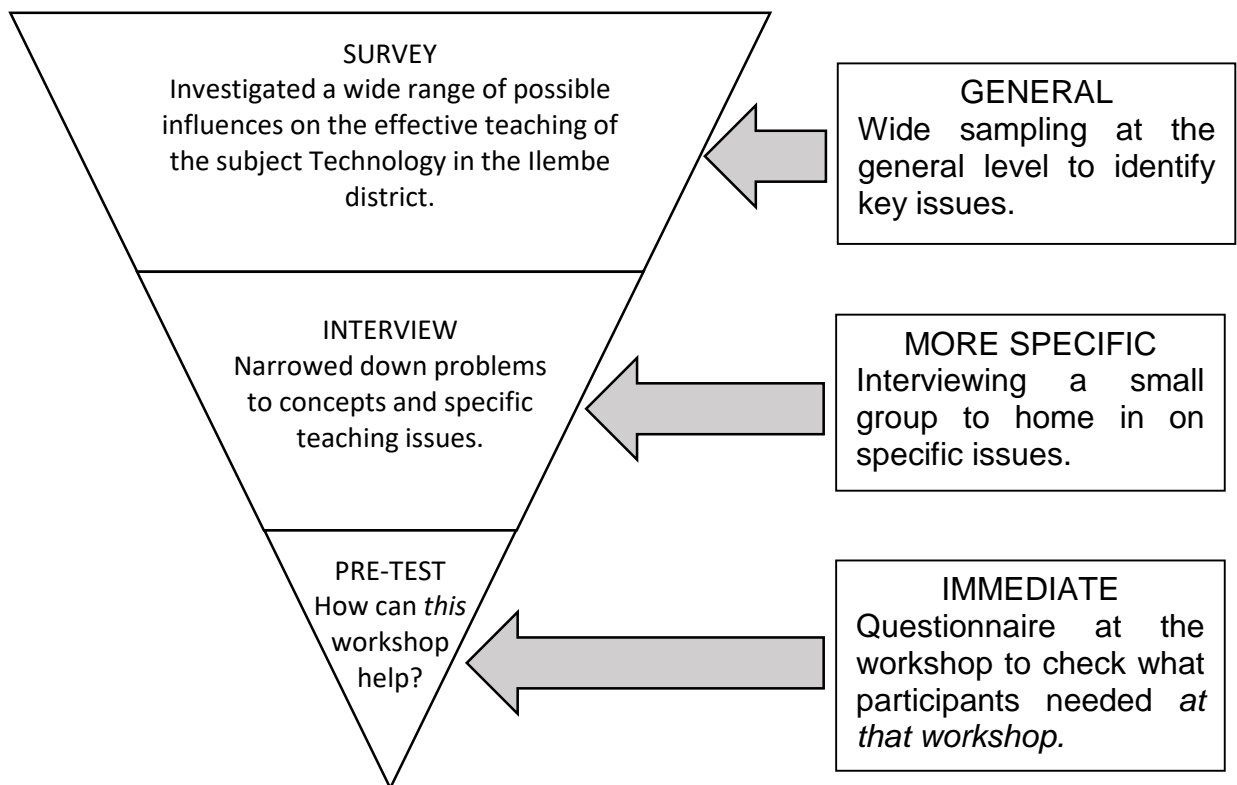 SURVEY
Investigated a wide range of possible
influences on the effective teaching of
the subject Technology in the Ilembe
district.
GENERAL
Wide sampling at the
general level to identify
key issues.
INTERVIEW
Narrowed down problems
to concepts and specific
teaching issues.
MORE SPECIFIC
Interviewing a small
group to home in on
specific issues.
PRE-TEST
How can this
workshop
help?
IMMEDIATE
Questionnaire at the
workshop to check what
participants needed at
that workshop.